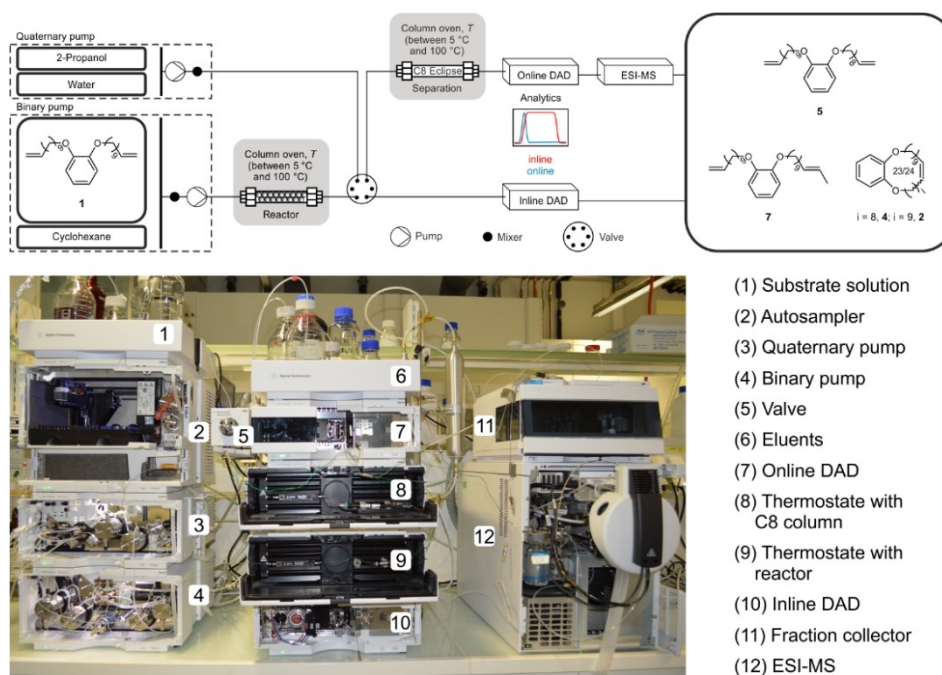 Quaternary pump
2-Propanol
Water
Binary pump
1
Cyclohexane
Column oven, T
(between 5 °C
and 100 °C)
Reactor
Column oven, T
(between 5 °C
and 100 °C)
C8 Eclipse
Separation
Online DAD
ESI-MS
Analytics
inline
online
Inline DAD
Pump
Mixer
Valve
5
7
23/24
i = 8, 4; i = 9, 2
1
2
3
4
5
6
7
8
9
10
11
12
Agilent Technologies
Agilent Technologies
(1) Substrate solution
(2) Autosampler
(3) Quaternary pump
(4) Binary pump
(5) Valve
(6) Eluents
(7) Online DAD
(8) Thermostate with
C8 column
(9) Thermostate with
reactor
(10) Inline DAD
(11) Fraction collector
(12) ESI-MS